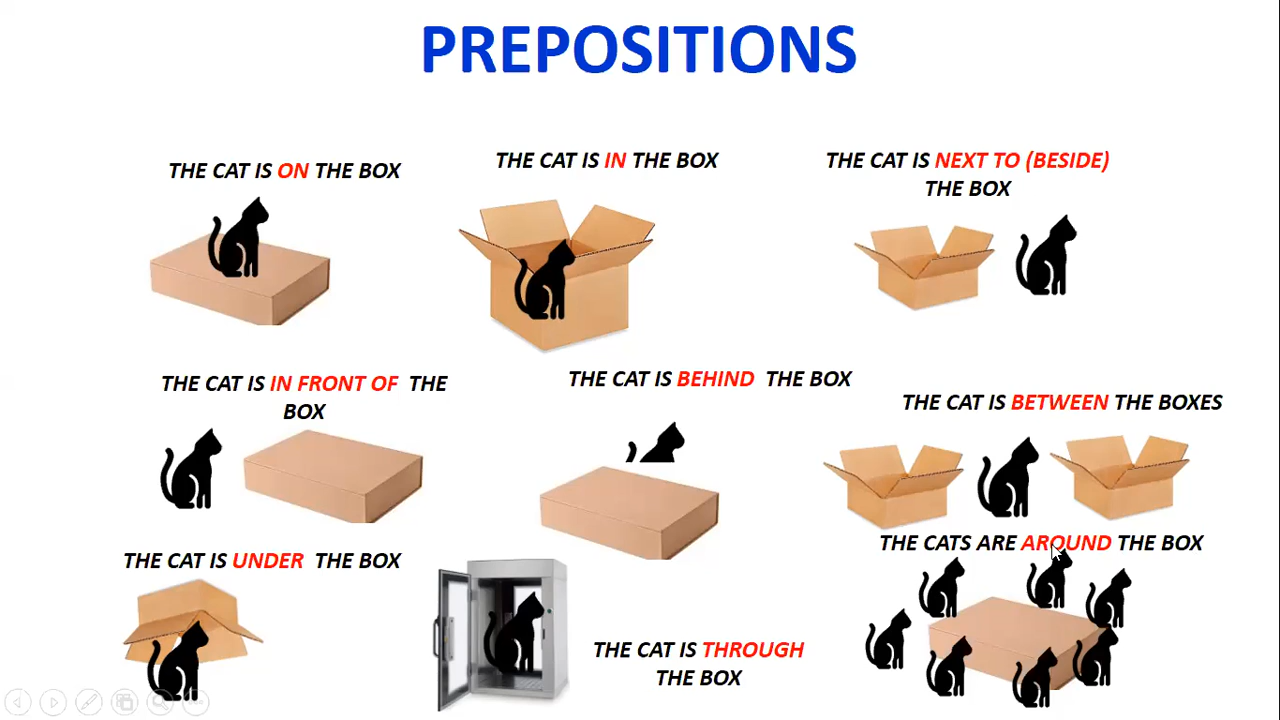 PREPOSITIONS
THE CAT IS ON THE BOX
THE CAT IS IN THE BOX
THE CAT IS NEXT TO (BESIDE)
THE BOX
THE CAT IS IN FRONT OF THE
BOX
THE CAT IS BEHIND THE BOX
THE CAT IS BETWEEN THE BOXES
THE CAT IS UNDER THE BOX
THE CAT IS THROUGH
THE BOX
THE CATS ARE AROUND THE BOX